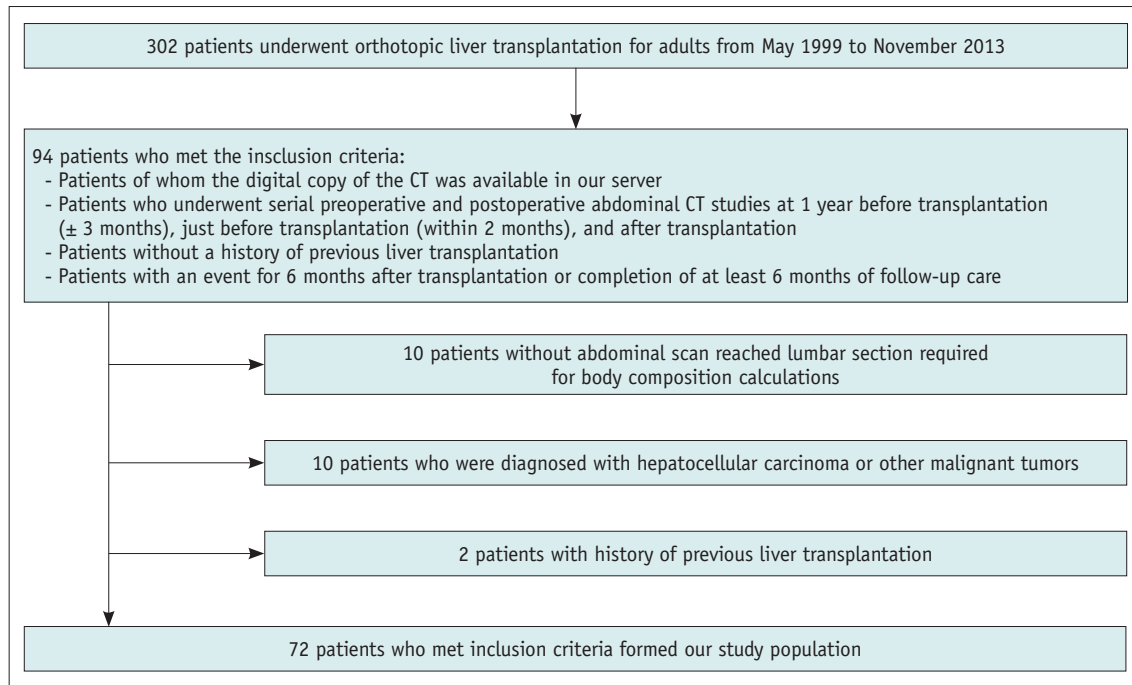 302 patients underwent orthotopic liver transplantation for adults from May 1999 to November 2013
94 patients who met the insclusion criteria:
- Patients of whom the digital copy of the CT was available in our server
- Patients who underwent serial preoperative and postoperative abdominal CT studies at 1 year before transplantation
(± 3 months), just before transplantation (within 2 months), and after transplantation
- Patients without a history of previous liver transplantation
- Patients with an event for 6 months after transplantation or completion of at least 6 months of follow-up care
10 patients without abdominal scan reached lumbar section required
for body composition calculations
10 patients who were diagnosed with hepatocellular carcinoma or other malignant tumors
2 patients with history of previous liver transplantation
72 patients who met inclusion criteria formed our study population